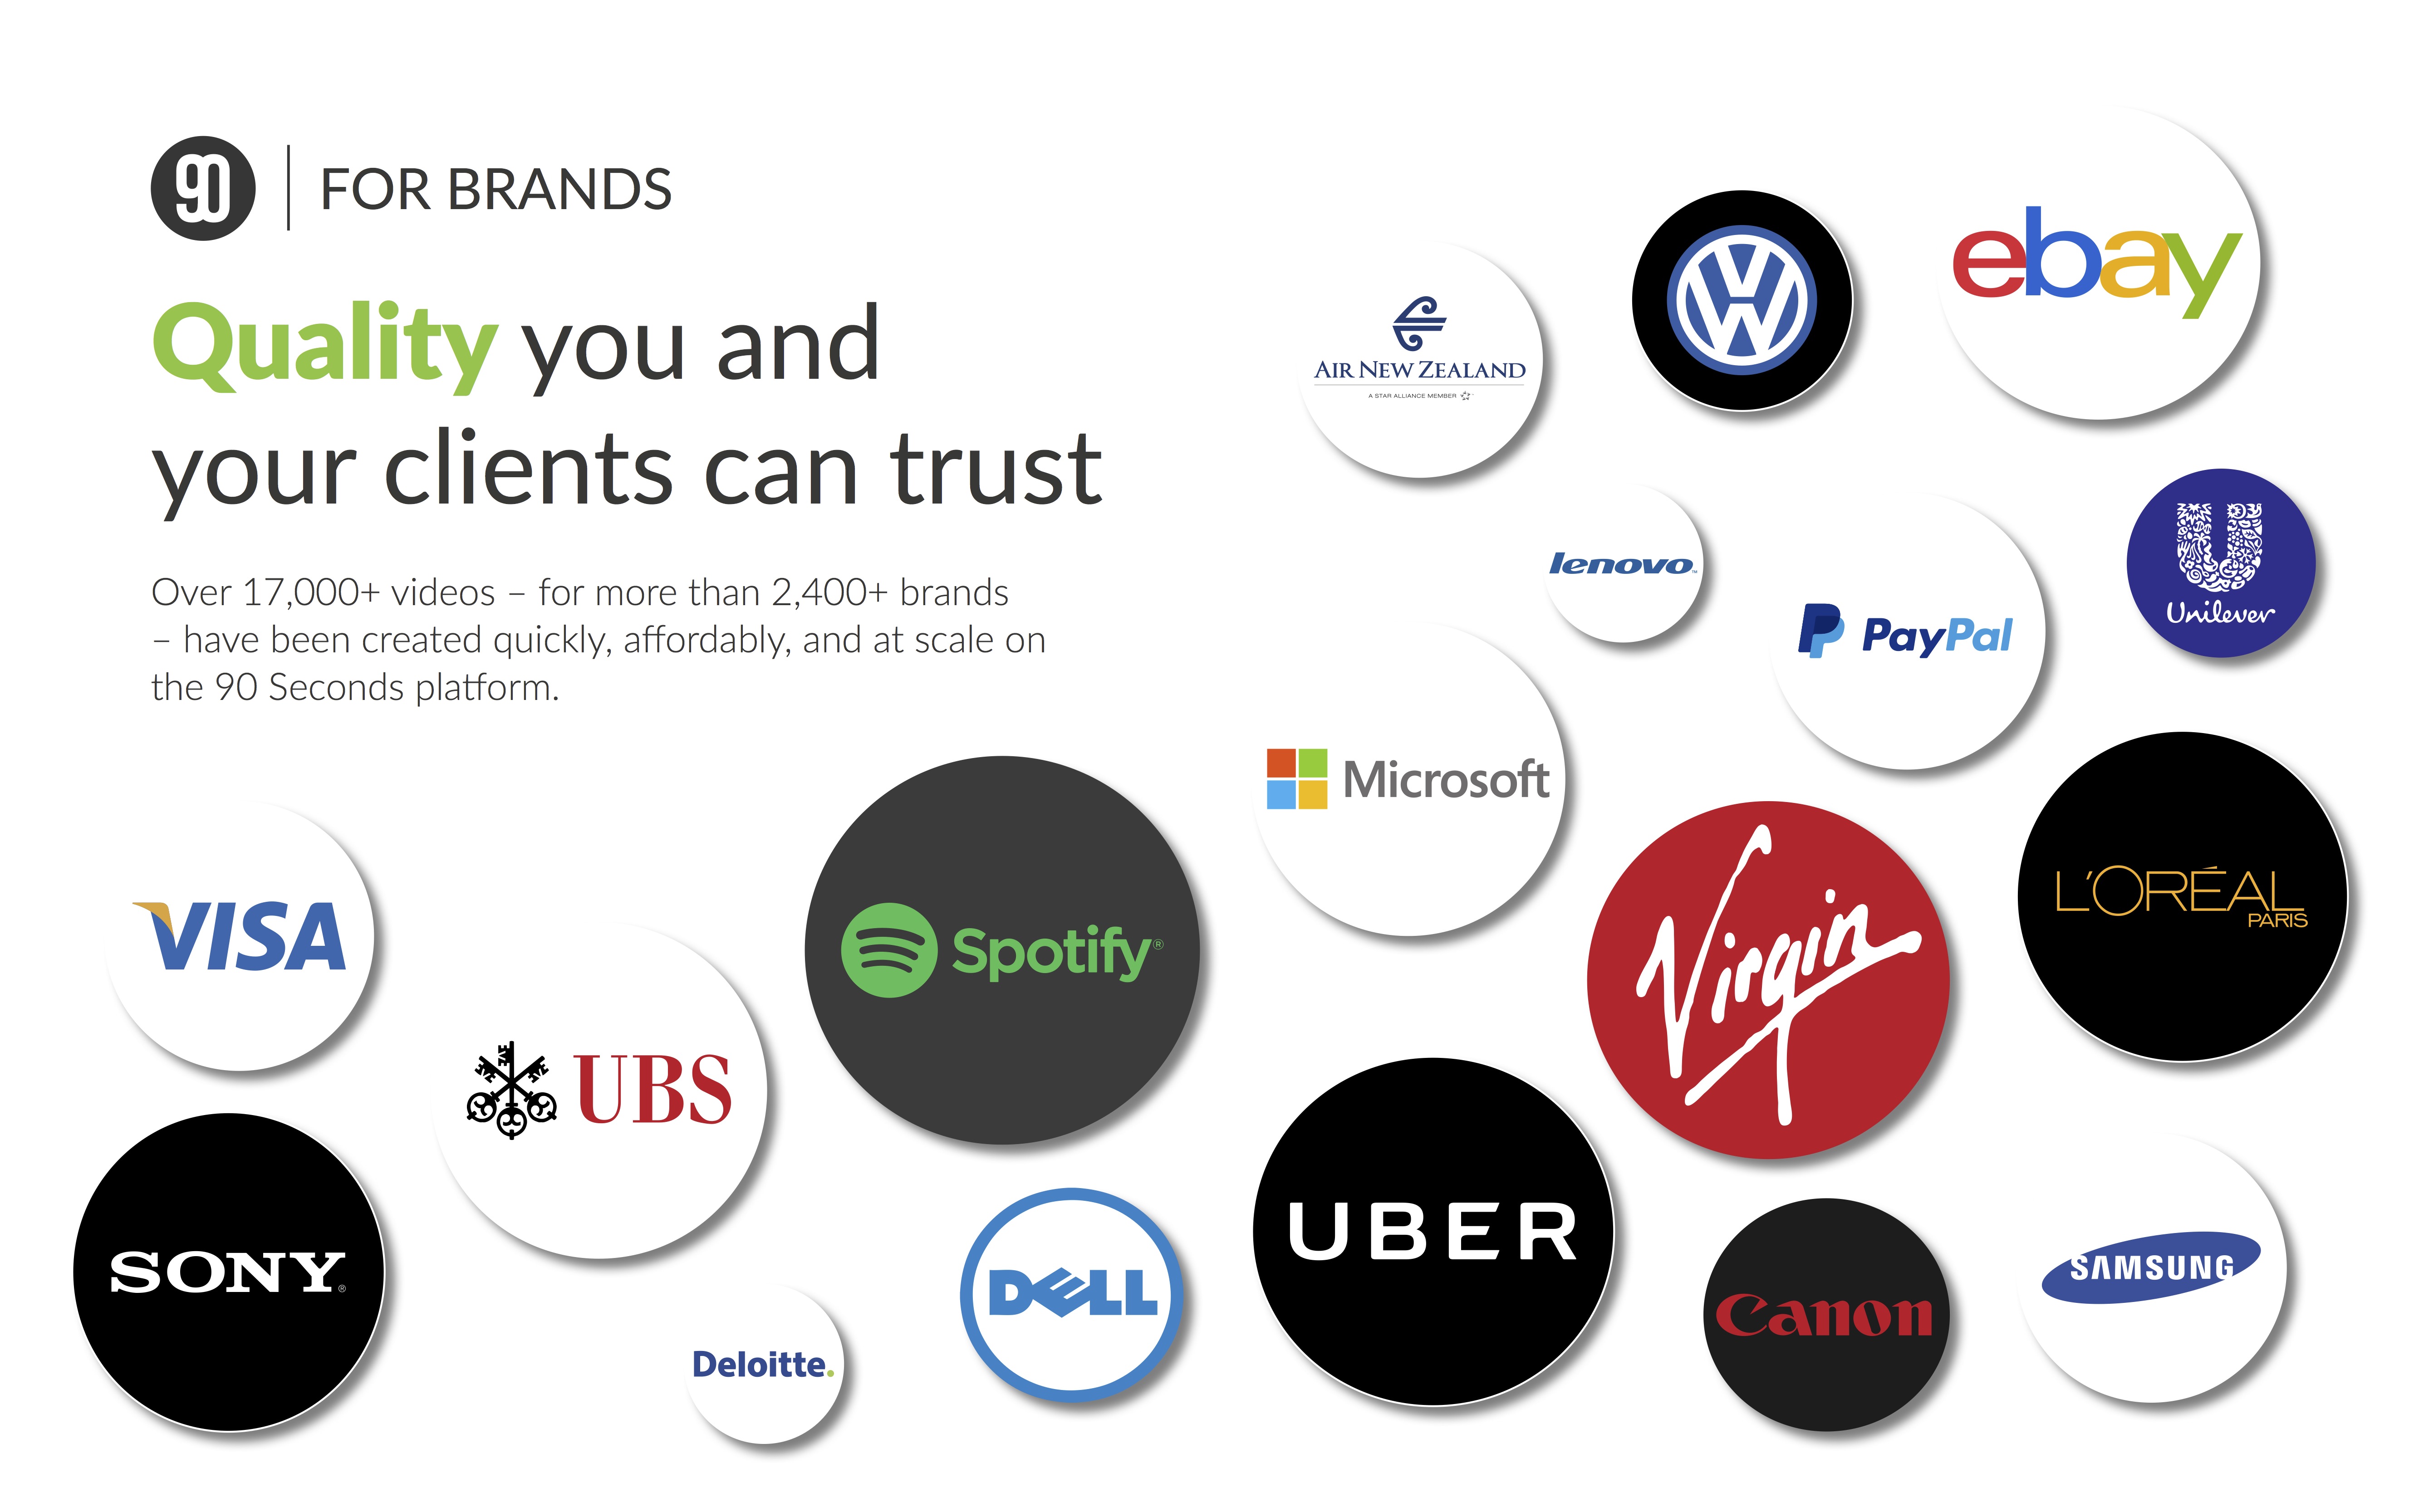 90 | FOR BRANDS
Quality you and
your clients can trust
Over 17,000+ videos – for more than 2,400+ brands
– have been created quickly, affordably, and at scale on
the 90 Seconds platform.
ebay
AIR NEW ZEALAND
A STAR ALLIANCE MEMBER
VW
lenovo™
PayPal
Unilever
Microsoft
Spotify®
Virgin
L'ORÉAL
PARIS
VISA
UBS
SONY®
Deloitte.
DELL
UBER
Canon
SAMSUNG